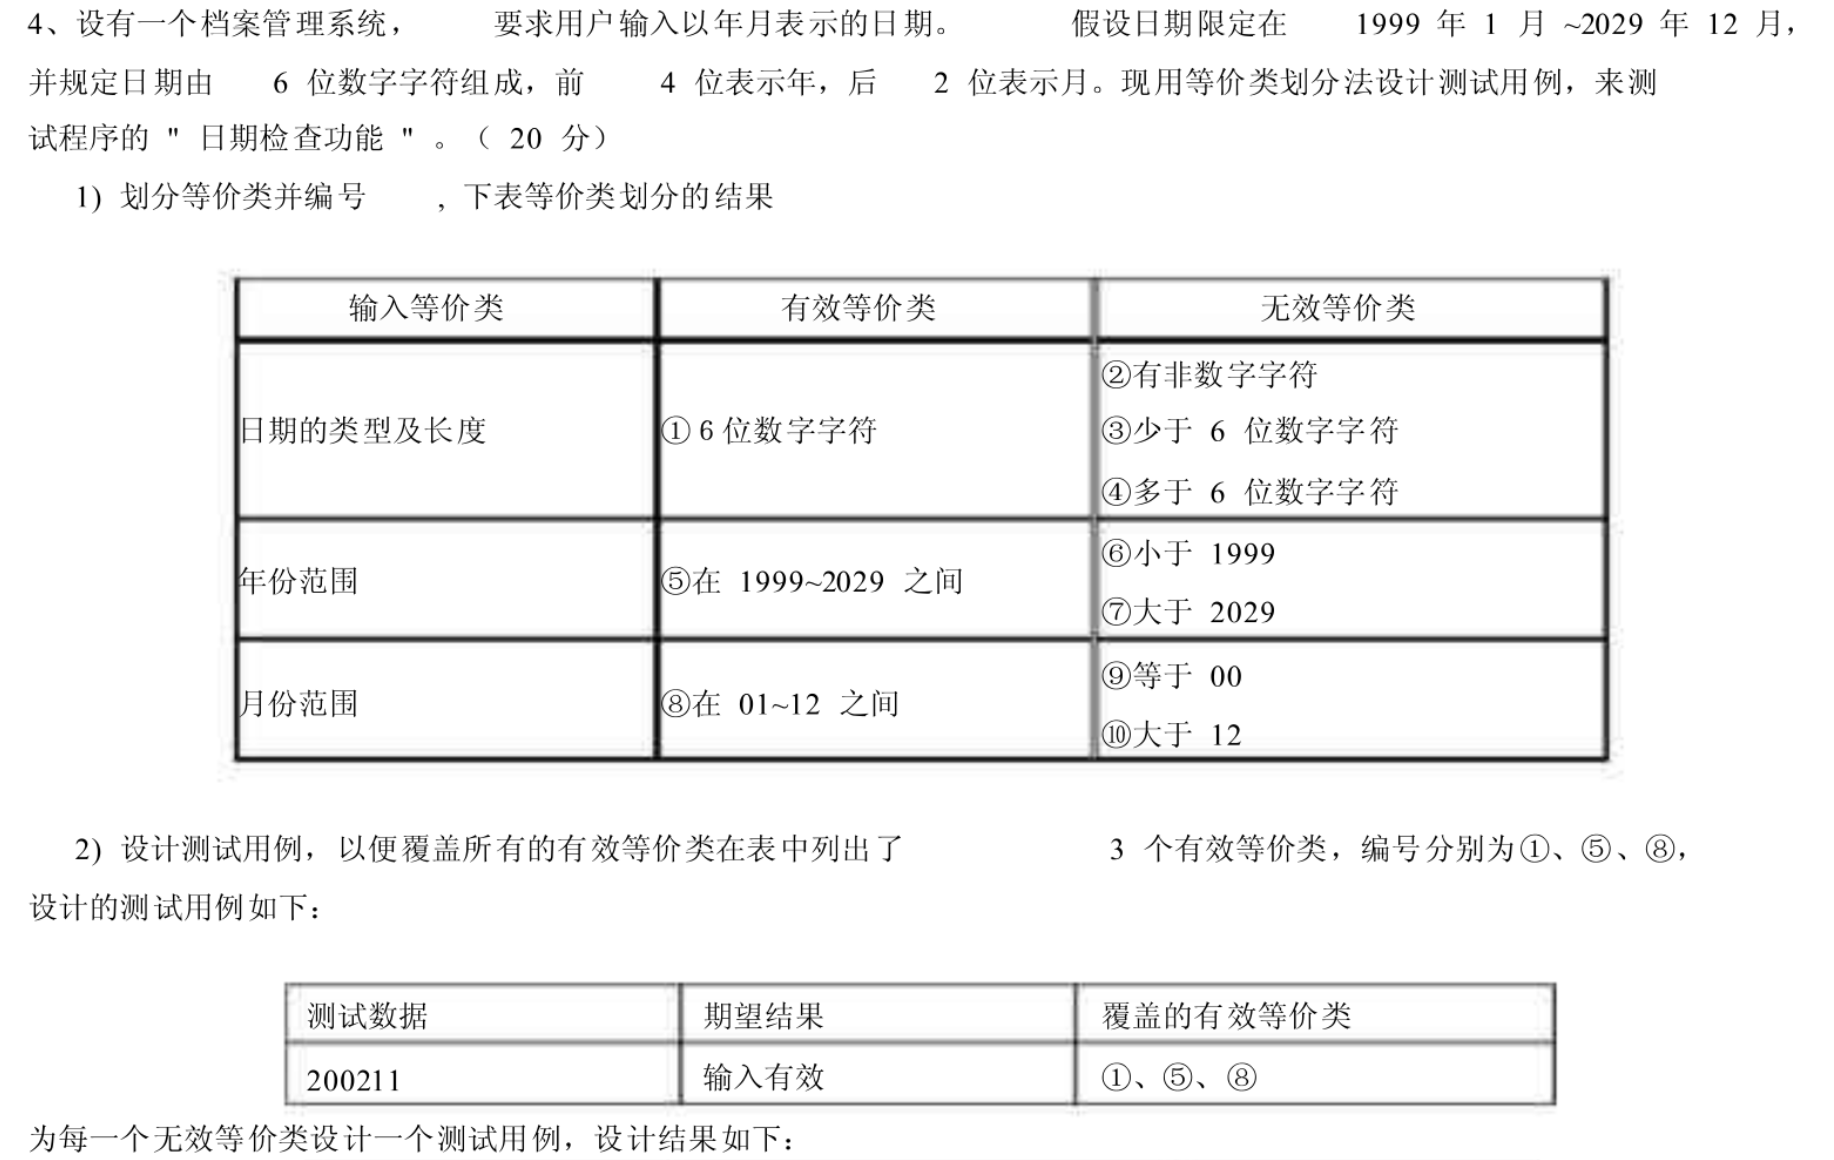 4、设有一个档案管理系统， 要求用户输入以年月表示的日期。 假设日期限定在 1999 年 1 月 ~2029 年 12 月，
并规定日期由 6 位数字字符组成，前 4 位表示年，后 2 位表示月。现用等价类划分法设计测试用例，来测
试程序的 " 日期检查功能 " 。（ 20 分）
1) 划分等价类并编号 , 下表等价类划分的结果
输入等价类 有效等价类 无效等价类
日期的类型及长度 ①6位数字字符 ②有非数字字符
③少于 6 位数字字符
④多于 6 位数字字符
年份范围 ⑤在 1999~2029 之间 ⑥小于 1999
⑦大于 2029
月份范围 ⑧在 01~12 之间 ⑨等于 00
⑩大于 12
2) 设计测试用例，以便覆盖所有的有效等价类在表中列出了 3 个有效等价类，编号分别为①、⑤、⑧，
设计的测试用例如下：
测试数据 期望结果 覆盖的有效等价类
200211 输入有效 ①、⑤、⑧
为每一个无效等价类设计一个测试用例，设计结果如下：